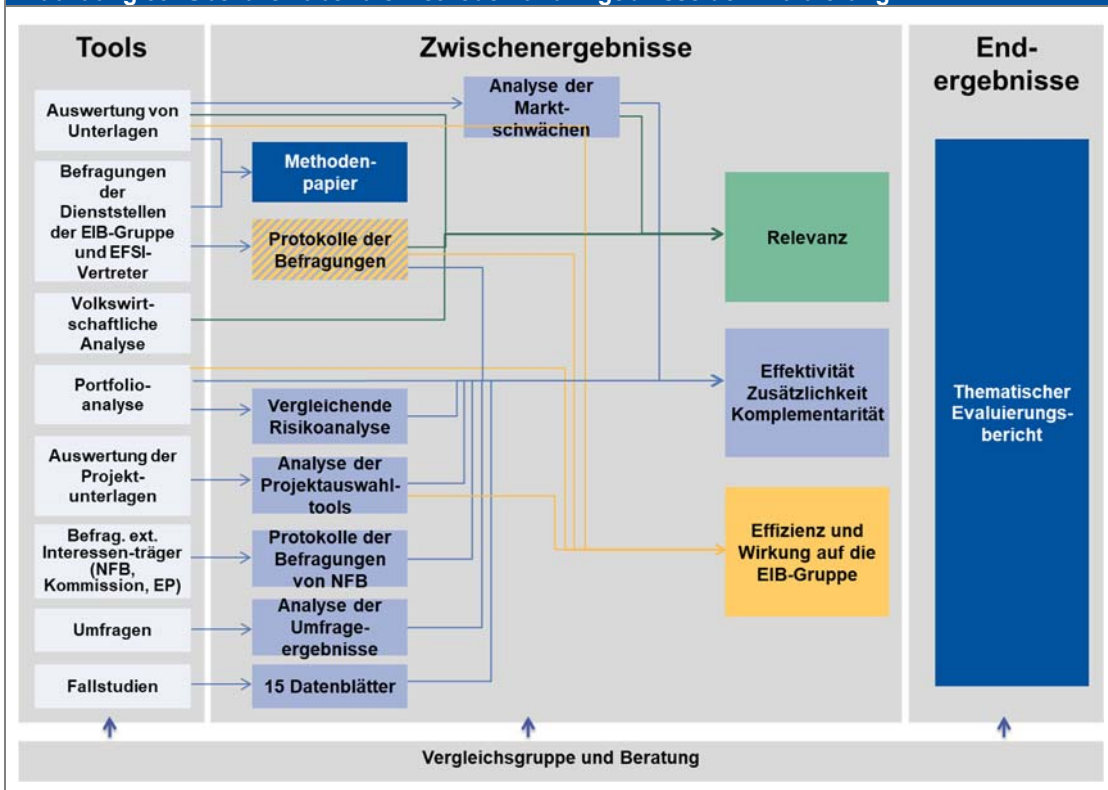 Tools
Auswertung von
Unterlagen
Befragungen
der
Dienststellen
der EIB-Gruppe
und EFSI-
Vertreter
Volkswirt-
schaftliche
Analyse
Portfolio-
analyse
Auswertung der
Projekt-
unterlagen
Befrag. ext.
Interessen-träger
(NFB,
Kommission, EP)
Umfragen
Fallstudien
Zwischenergebnisse
Analyse der
Markt-
schwächen
Methoden-
papier
Protokolle der
Befragungen
Vergleichende
Risikoanalyse
Analyse der
Projektauswahl-
tools
Protokolle der
Befragungen
von NFB
Analyse der
Umfrage-
ergebnisse
15 Datenblätter
Relevanz
Effektivität
Zusätzlichkeit
Komplementarität
Effizienz und
Wirkung auf die
EIB-Gruppe
End-
ergebnisse
Thematischer
Evaluierungs-
bericht
Vergleichsgruppe und Beratung